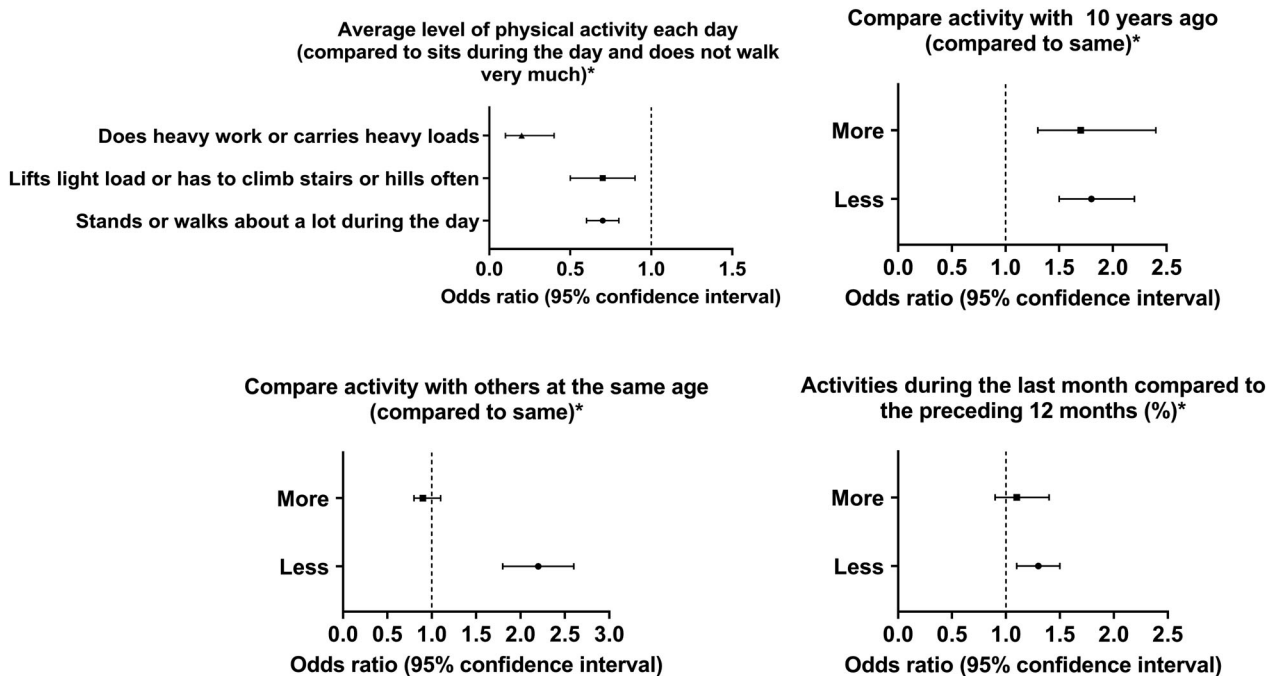 Average level of physical activity each day
(compared to sits during the day and does not walk
very much)*
Does heavy work or carries heavy loads
Lifts light load or has to climb stairs or hills often
Stands or walks about a lot during the day
0.0 0.5 1.0 1.5
Odds ratio (95% confidence interval)
Compare activity with 10 years ago
(compared to same)*
More
Less
0.0 0.5 1.0 1.5 2.0 2.5
Odds ratio (95% confidence interval)
Compare activity with others at the same age
(compared to same)*
More
Less
0.0 0.5 1.0 1.5 2.0 2.5 3.0
Odds ratio (95% confidence interval)
Activities during the last month compared to
the preceding 12 months (%)*
More
Less
0.0 0.5 1.0 1.5 2.0 2.5
Odds ratio (95% confidence interval)